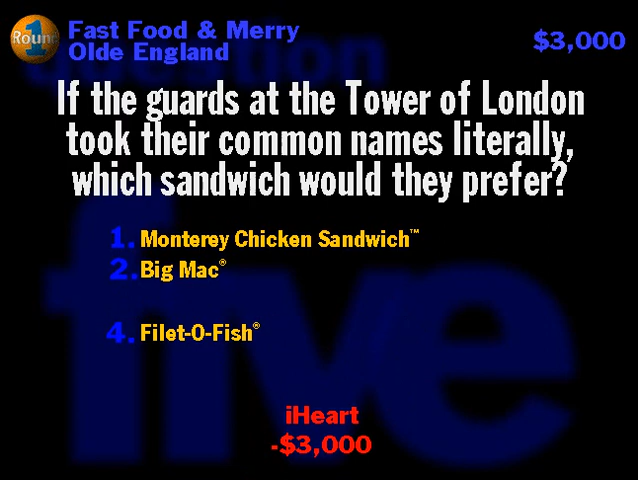 Round 1
Fast Food & Merry
Olde England
$3,000
If the guards at the Tower of London
took their common names literally,
which sandwich would they prefer?
1. Monterey Chicken Sandwich™
2. Big Mac®
4. Filet-O-Fish®
iHeart
-$3,000
question
five